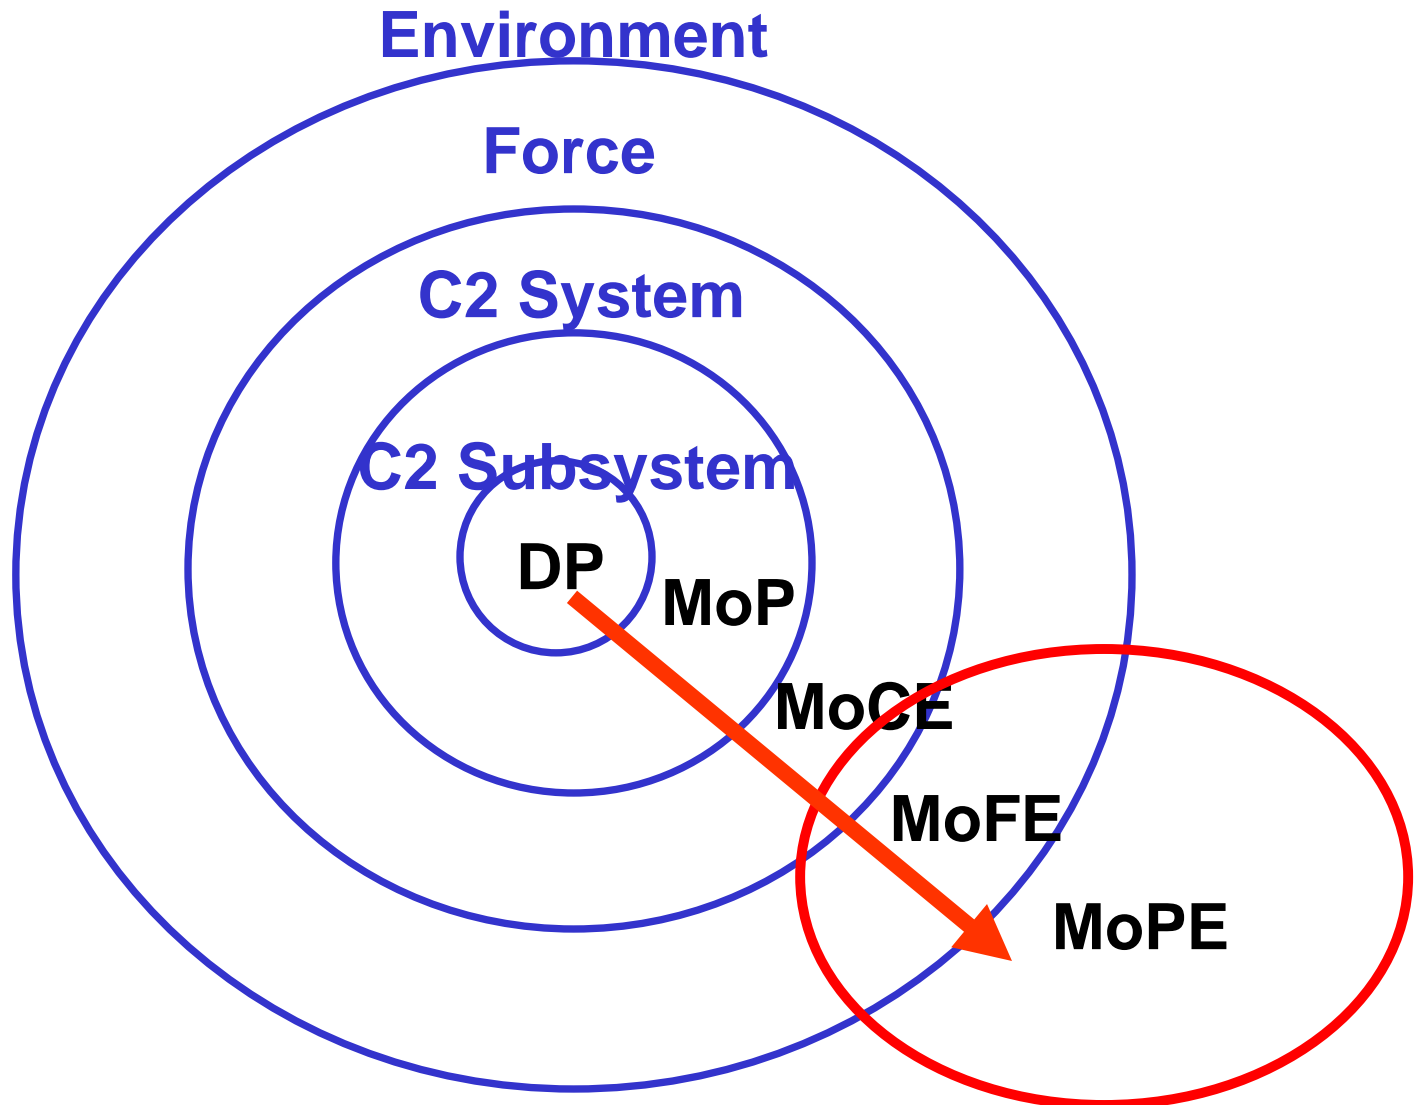 Environment
Force
C2 System
C2 Subsystem
DP
MoP
MoCE
MoFE
MoPE